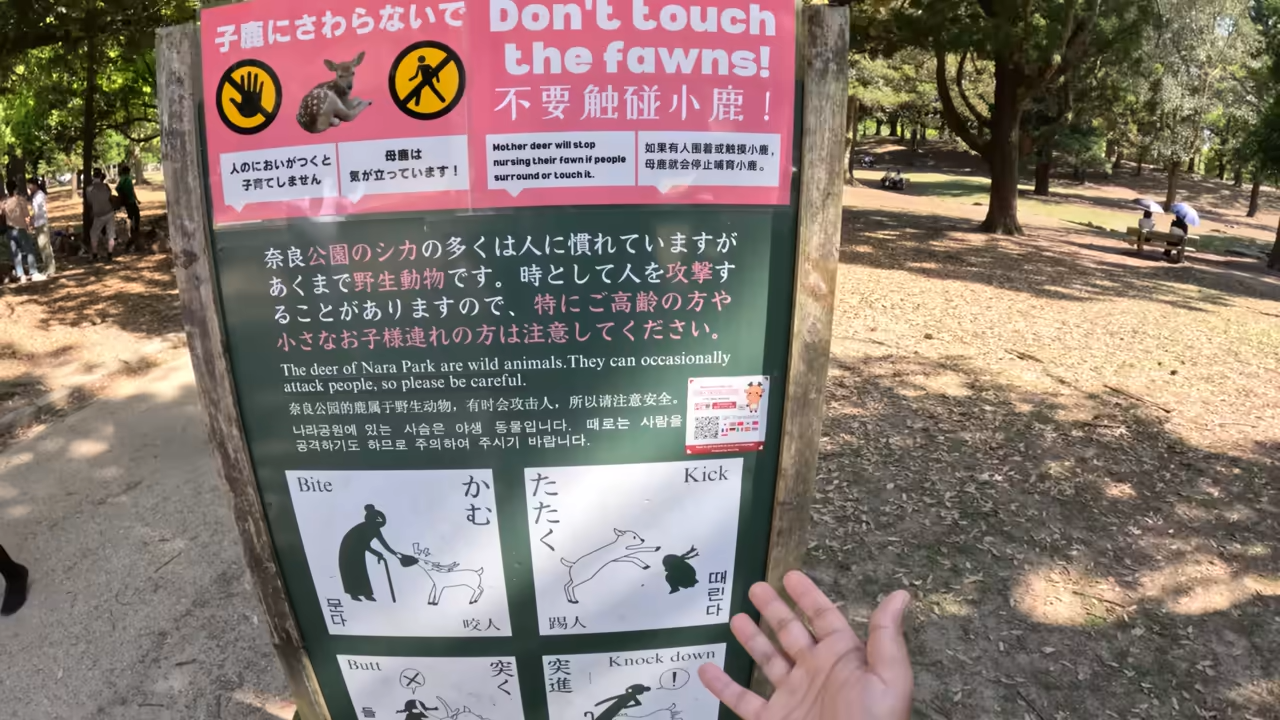 子鹿にさわらないで
Don't touch
the fawns!
不要触碰小鹿！
人のにおいがつくと
子育てしません
母鹿は
気が立っています！
Mother deer will stop
nursing their fawn if people
surround or touch it.
如果有人围着或触摸小鹿，
母鹿就会停止哺育小鹿。
奈良公園のシカの多くは人に慣れていますが
あくまで野生動物です。時として人を攻撃す
ることがありますので、特にご高齢の方や
小さなお子様連れの方は注意してください。
The deer of Nara Park are wild animals.They can occasionally
attack people, so please be careful.
奈良公园的鹿属于野生动物，有时会攻击人，所以请注意安全。
나라공원에 있는 사슴은 야생 동물입니다. 때로는 사람을
공격하기도 하므로 주의하여 주시기 바랍니다.
Bite
かむ
문다
咬人
Kick
たたく
때린다
踢人
Butt
突く
Knock down
突進